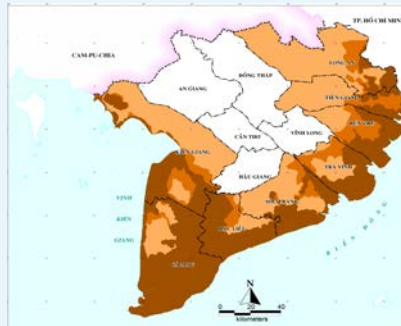 TP. HỒ CHÍ MINH
CAM-PU-CHIA
LONG AN
ĐỒNG THÁP
AN GIANG
TIỀN GIANG
BẾN TRE
VĨNH LONG
CẦN THƠ
KIÊN GIANG
TRÀ VINH
HẬU GIANG
SÓC TRĂNG
VỊNH
KIÊN
GIANG
BẠC LIÊU
BIỂN ĐÔNG
CÀ MAU
N
0 20 40
kilometers